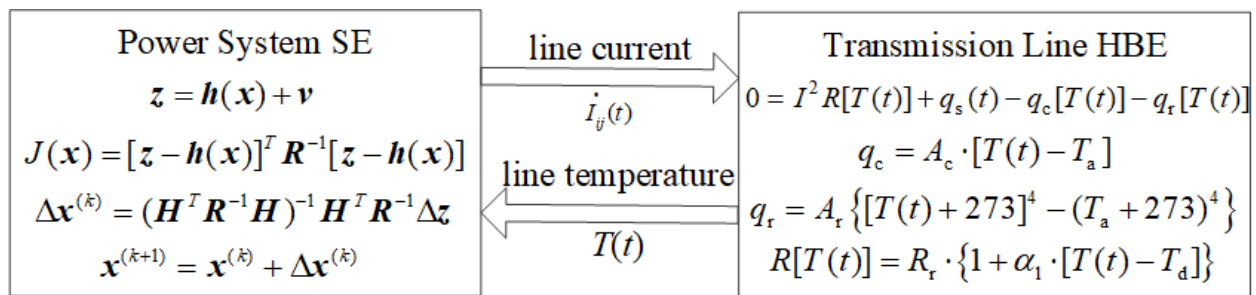 Power System SE
z = h(x) + v
J(x) = [z − h(x)]^T R^{−1} [z − h(x)]
Δx^{(k)} = (H^T R^{−1} H)^{−1} H^T R^{−1} Δz
x^{(k+1)} = x^{(k)} + Δx^{(k)}
line current
İ_{ij}(t)
line temperature
T(t)
Transmission Line HBE
0 = I^2 R[T(t)] + q_s(t) − q_c[T(t)] − q_r[T(t)]
q_c = A_c · [T(t) − T_a]
q_r = A_r {[T(t) + 273]^4 − (T_a + 273)^4}
R[T(t)] = R_r · {1 + α_1 · [T(t) − T_d]}